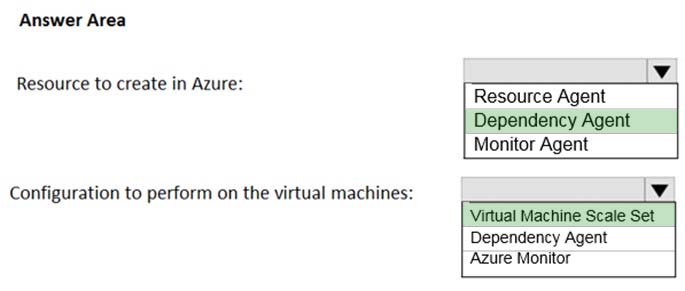 Answer Area
Resource to create in Azure:
Resource Agent
Dependency Agent
Monitor Agent
Configuration to perform on the virtual machines:
Virtual Machine Scale Set
Dependency Agent
Azure Monitor